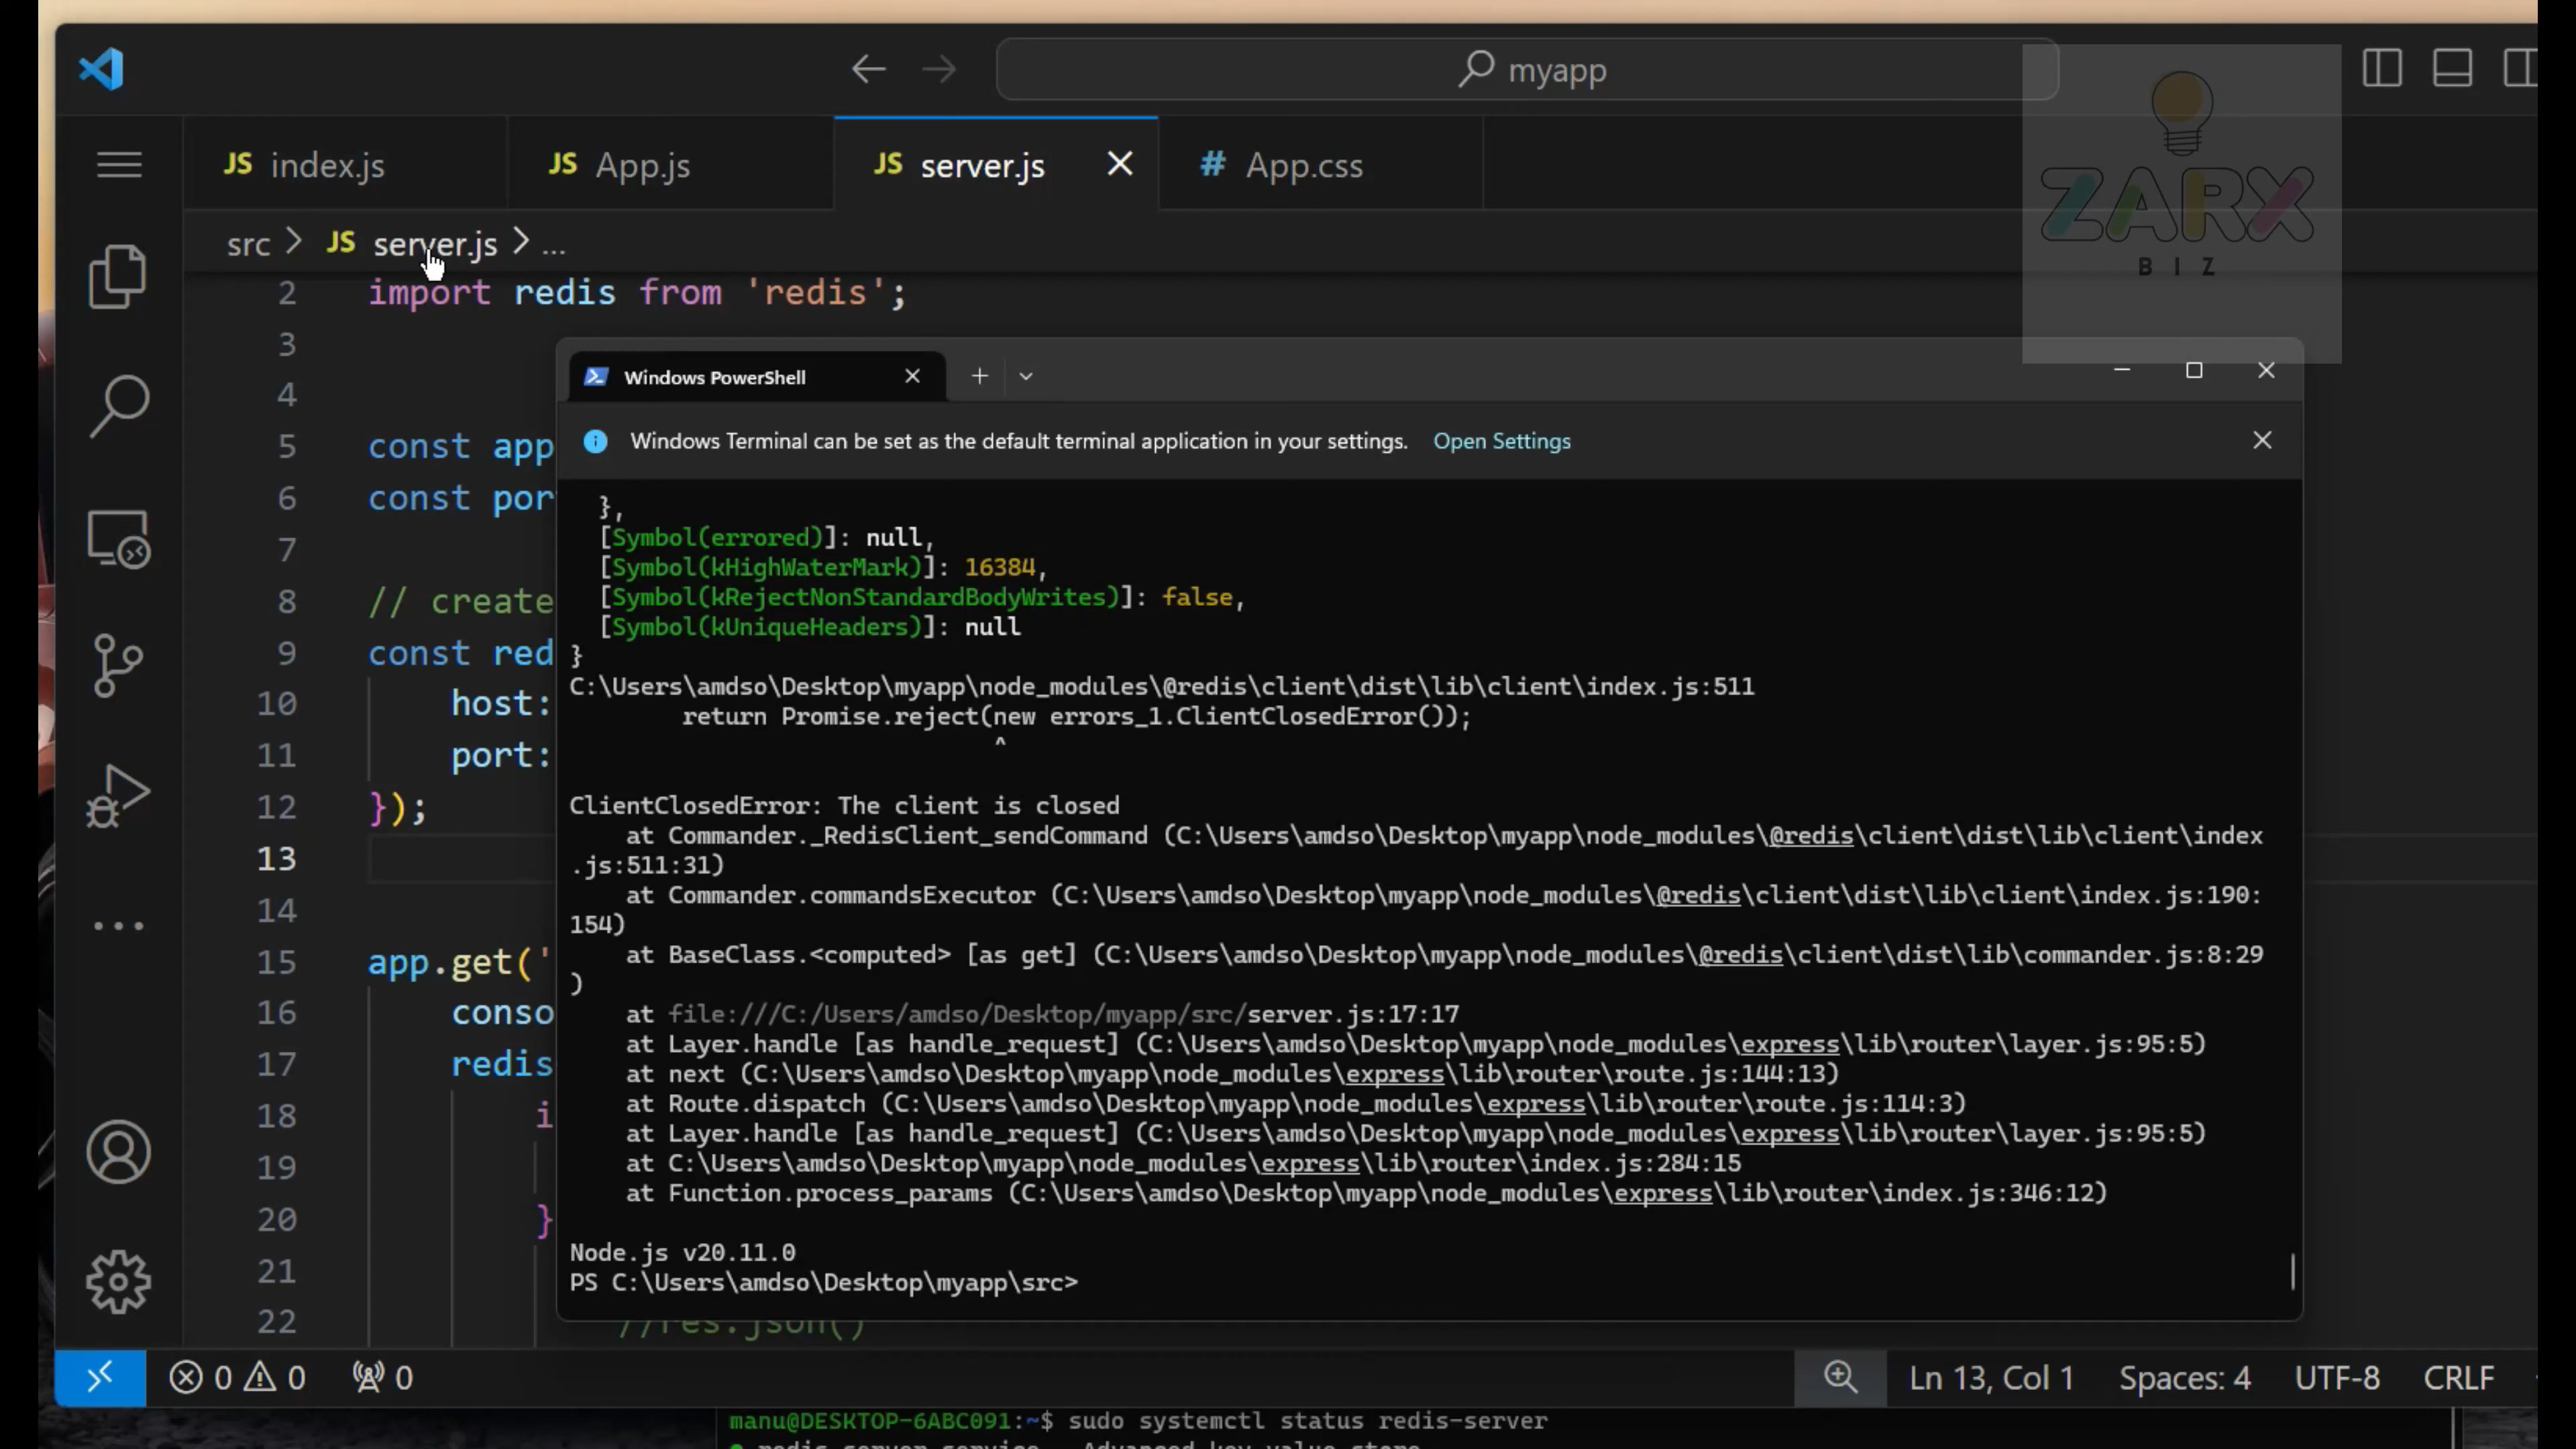 myapp
JS index.js
JS App.js
JS server.js
# App.css
ZARX
BIZ
src > JS server.js > ...
2 import redis from 'redis';
3
4
5 const app
6 const por
7
8 // create
9 const red
10 host:
11 port:
12 });
13
14
15 app.get('
16 conso
17 redis
18 i
19
20 }
21
22 //res.json()
Windows PowerShell
Windows Terminal can be set as the default terminal application in your settings. Open Settings
},
[Symbol(errored)]: null,
[Symbol(kHighWaterMark)]: 16384,
[Symbol(kRejectNonStandardBodyWrites)]: false,
[Symbol(kUniqueHeaders)]: null
}
C:\Users\amdso\Desktop\myapp\node_modules\@redis\client\dist\lib\client\index.js:511
return Promise.reject(new errors_1.ClientClosedError());
^
ClientClosedError: The client is closed
at Commander._RedisClient_sendCommand (C:\Users\amdso\Desktop\myapp\node_modules\@redis\client\dist\lib\client\index
.js:511:31)
at Commander.commandsExecutor (C:\Users\amdso\Desktop\myapp\node_modules\@redis\client\dist\lib\client\index.js:190:
154)
at BaseClass.<computed> [as get] (C:\Users\amdso\Desktop\myapp\node_modules\@redis\client\dist\lib\commander.js:8:29
)
at file:///C:/Users/amdso/Desktop/myapp/src/server.js:17:17
at Layer.handle [as handle_request] (C:\Users\amdso\Desktop\myapp\node_modules\express\lib\router\layer.js:95:5)
at next (C:\Users\amdso\Desktop\myapp\node_modules\express\lib\router\route.js:144:13)
at Route.dispatch (C:\Users\amdso\Desktop\myapp\node_modules\express\lib\router\route.js:114:3)
at Layer.handle [as handle_request] (C:\Users\amdso\Desktop\myapp\node_modules\express\lib\router\layer.js:95:5)
at C:\Users\amdso\Desktop\myapp\node_modules\express\lib\router\index.js:284:15
at Function.process_params (C:\Users\amdso\Desktop\myapp\node_modules\express\lib\router\index.js:346:12)
Node.js v20.11.0
PS C:\Users\amdso\Desktop\myapp\src>
0 0 0
Ln 13, Col 1
Spaces: 4
UTF-8
CRLF
manu@DESKTOP-6ABC091:~$ sudo systemctl status redis-server